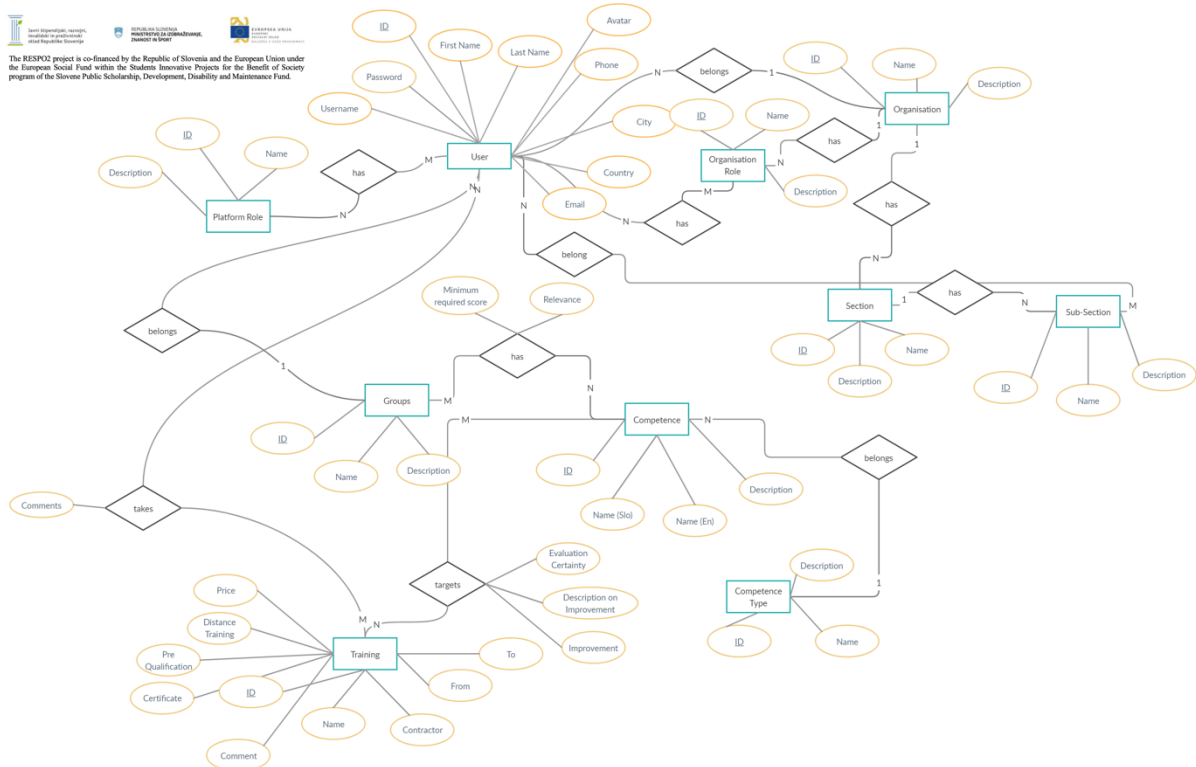 Javni štipendijski, razvojni,
invalidski in preživninski
sklad Republike Slovenije
REPUBLIKA SLOVENIJA
MINISTRSTVO ZA IZOBRAŽEVANJE,
ZNANOST IN ŠPORT
EVROPSKA UNIJA
The RESPO2 project is co-financed by the Republic of Slovenia and the European Union under
the European Social Fund within the Students Innovative Projects for the Benefit of Society
program of the Slovene Public Scholarship, Development, Disability and Maintenance Fund.
ID
First Name
Last Name
Avatar
Phone
Password
Username
City
Country
Email
User
belongs
N
1
ID
Name
Description
Organisation
ID
Name
Description
Organisation
Role
has
N
1
has
N
M
ID
Name
Description
Platform Role
has
M
N
has
1
N
belong
N
M
Section
ID
Description
Name
has
1
N
Sub-Section
ID
Name
Description
belongs
N
1
Groups
ID
Name
Description
Minimum
required score
Relevance
has
M
N
Competence
ID
Name (Slo)
Name (En)
Description
belongs
N
1
Competence
Type
Description
ID
Name
takes
Comments
N
M
targets
M
N
Evaluation
Certainty
Description on
Improvement
Improvement
Training
Price
Distance
Training
Pre
Qualification
Certificate
ID
Comment
Name
Contractor
From
To